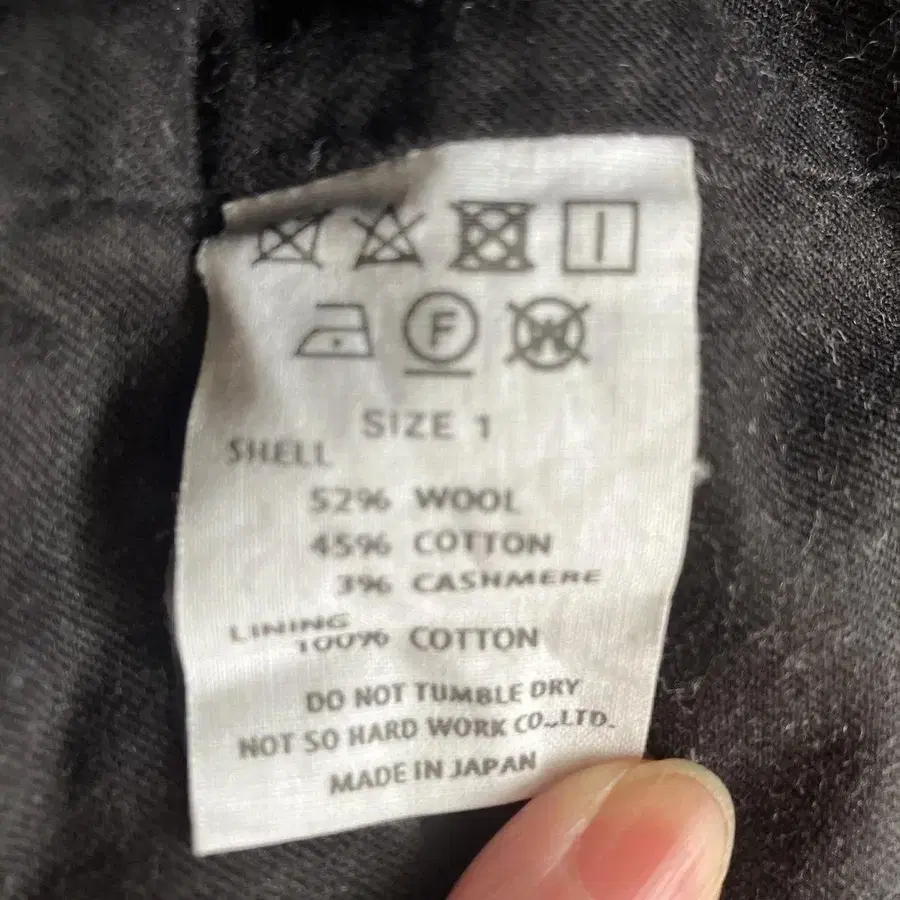 F W
SIZE 1
SHELL
52% WOOL
45% COTTON
3% CASHMERE
LINING
100% COTTON
DO NOT TUMBLE DRY
NOT SO HARD WORK CO.,LTD.
MADE IN JAPAN